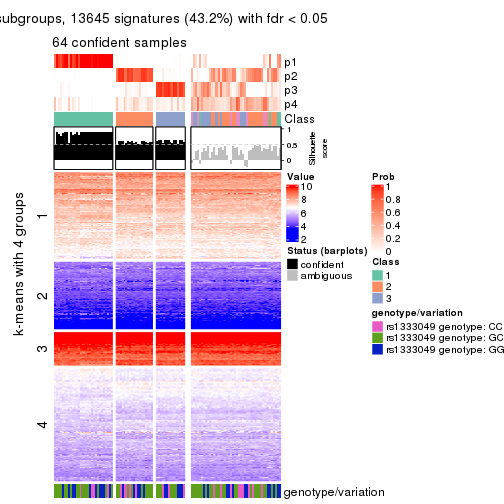 subgroups, 13645 signatures (43.2%) with fdr < 0.05
64 confident samples
p1
p2
p3
p4
Class
1
0.5
0
Silhouette
score
k-means with 4 groups
1
2
3
4
Value
10
8
6
4
2
Status (barplots)
confident
ambiguous
Prob
1
0.8
0.6
0.4
0.2
0
Class
1
2
3
genotype/variation
rs1333049 genotype: CC
rs1333049 genotype: GC
rs1333049 genotype: GG
genotype/variation